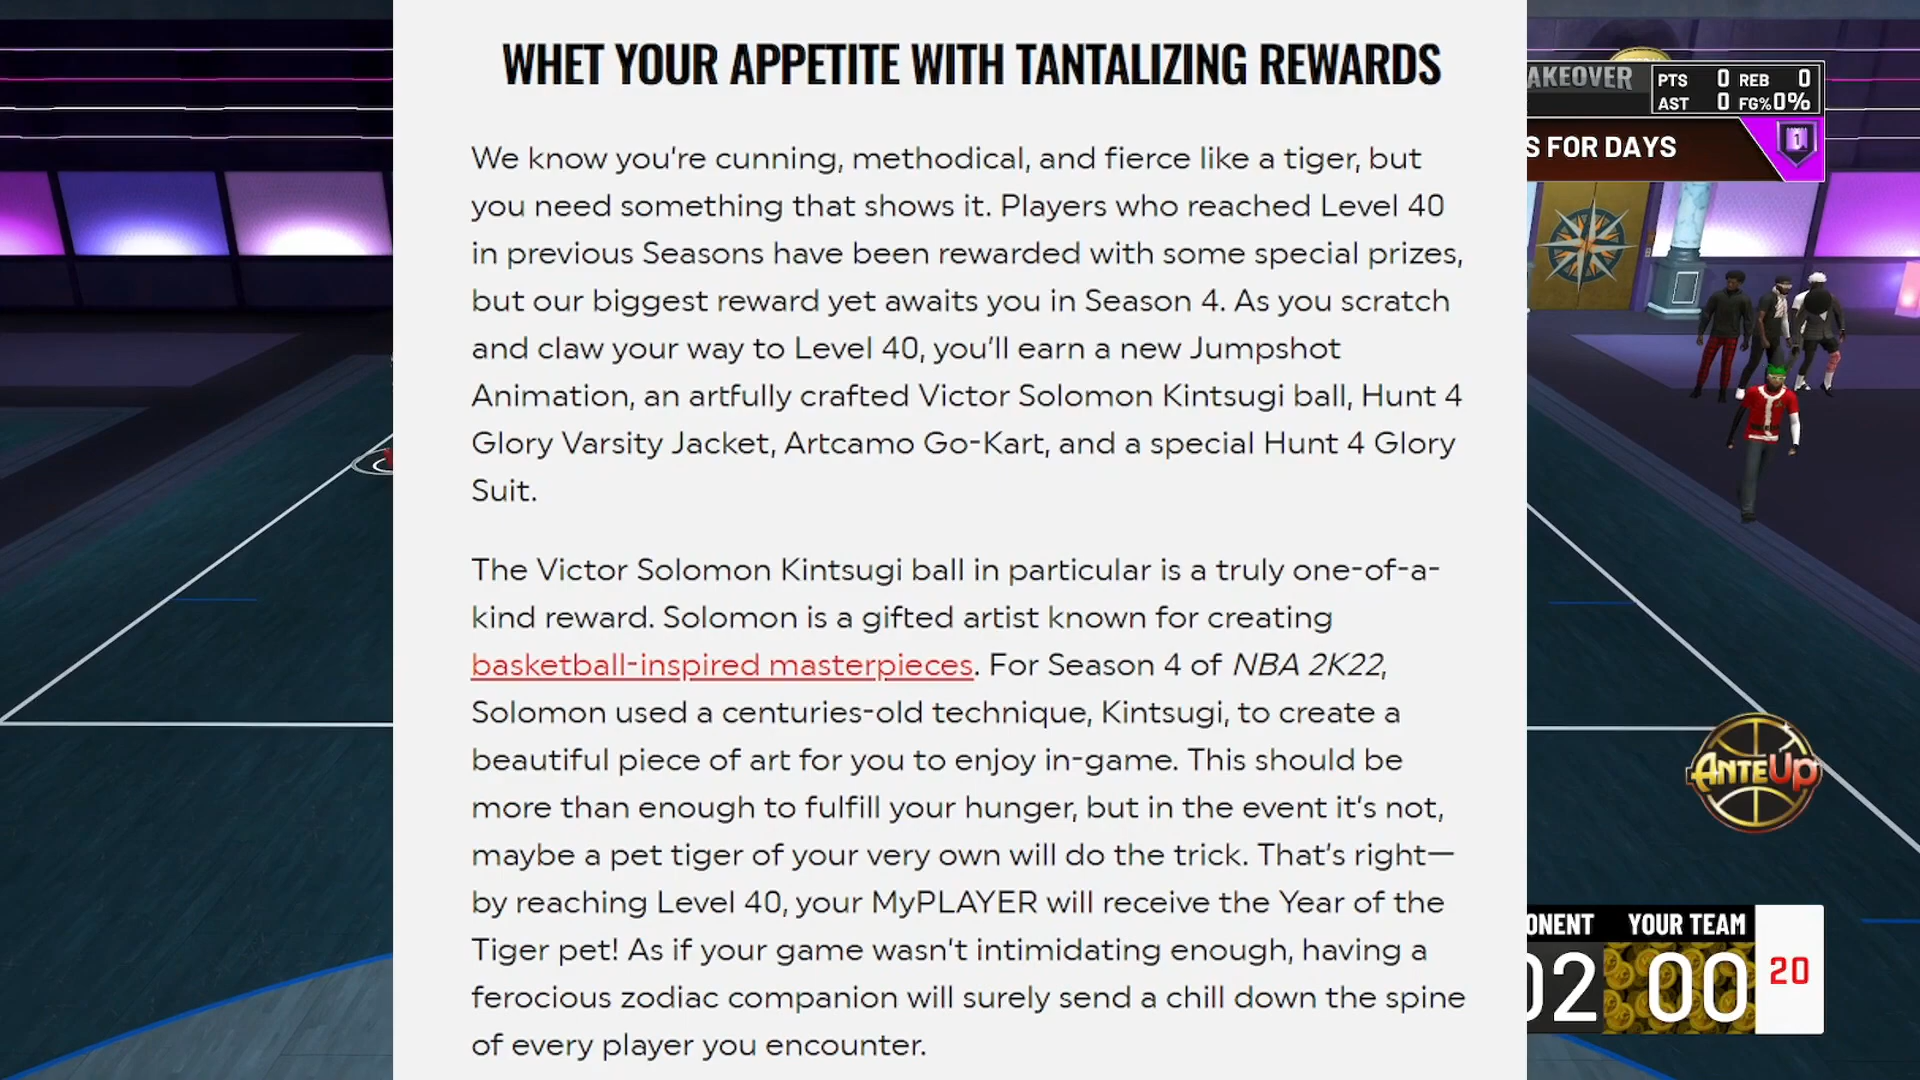 WHET YOUR APPETITE WITH TANTALIZING REWARDS
We know you're cunning, methodical, and fierce like a tiger, but
you need something that shows it. Players who reached Level 40
in previous Seasons have been rewarded with some special prizes,
but our biggest reward yet awaits you in Season 4. As you scratch
and claw your way to Level 40, you'll earn a new Jumpshot
Animation, an artfully crafted Victor Solomon Kintsugi ball, Hunt 4
Glory Varsity Jacket, Artcamo Go-Kart, and a special Hunt 4 Glory
Suit.
The Victor Solomon Kintsugi ball in particular is a truly one-of-a-
kind reward. Solomon is a gifted artist known for creating
basketball-inspired masterpieces. For Season 4 of NBA 2K22,
Solomon used a centuries-old technique, Kintsugi, to create a
beautiful piece of art for you to enjoy in-game. This should be
more than enough to fulfill your hunger, but in the event it's not,
maybe a pet tiger of your very own will do the trick. That's right—
by reaching Level 40, your MyPLAYER will receive the Year of the
Tiger pet! As if your game wasn't intimidating enough, having a
ferocious zodiac companion will surely send a chill down the spine
of every player you encounter.
AKEOVER
PTS 0 REB 0
AST 0 FG% 0%
S FOR DAYS
1
ANTEUP
ONENT YOUR TEAM
02 00 20